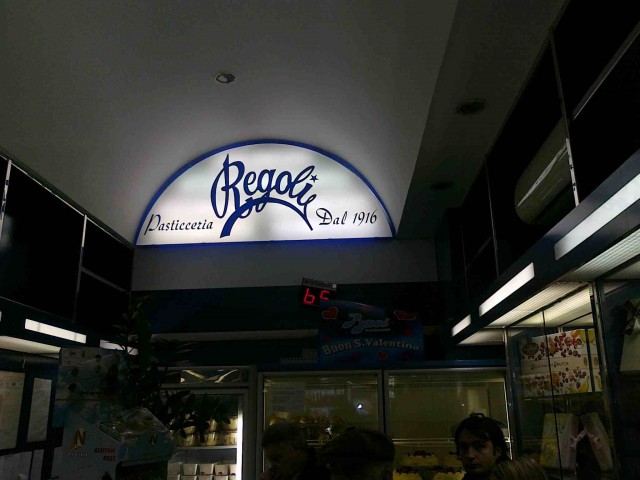 Regoli
Pasticceria
Dal 1916
65
Buon S. Valentino